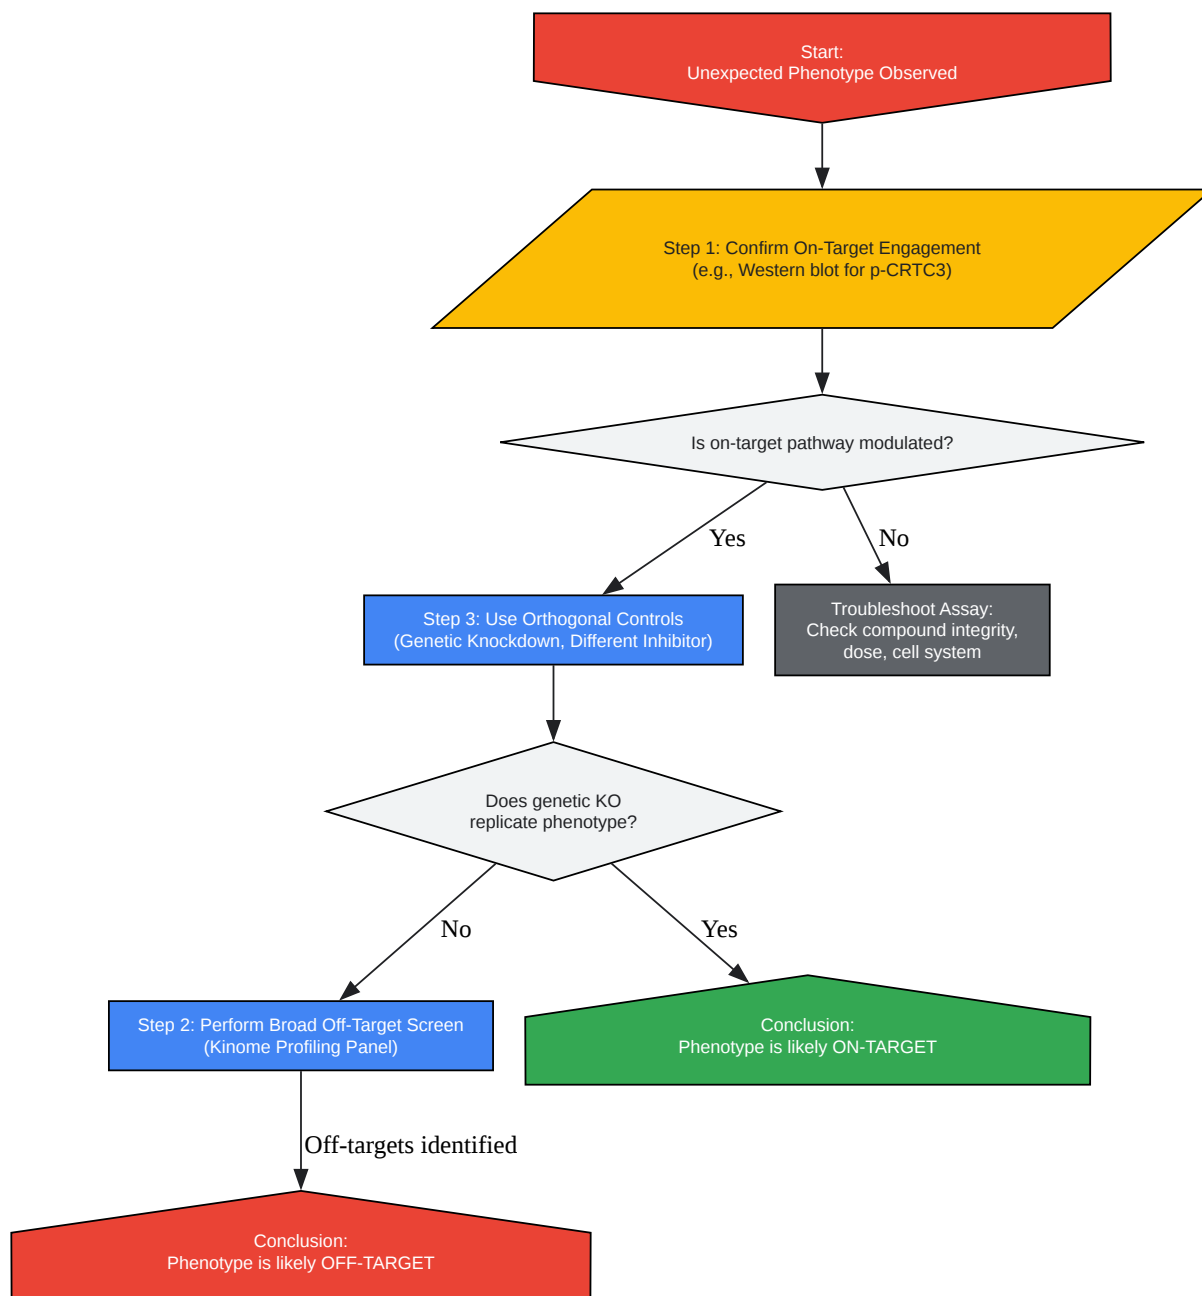 Start:
Unexpected Phenotype Observed
Step 1: Confirm On-Target Engagement
(e.g., Western blot for p-CRTC3)
Is on-target pathway modulated?
Yes
No
Step 3: Use Orthogonal Controls
(Genetic Knockdown, Different Inhibitor)
Troubleshoot Assay:
Check compound integrity,
dose, cell system
Does genetic KO
replicate phenotype?
No
Yes
Step 2: Perform Broad Off-Target Screen
(Kinome Profiling Panel)
Conclusion:
Phenotype is likely ON-TARGET
Off-targets identified
Conclusion:
Phenotype is likely OFF-TARGET